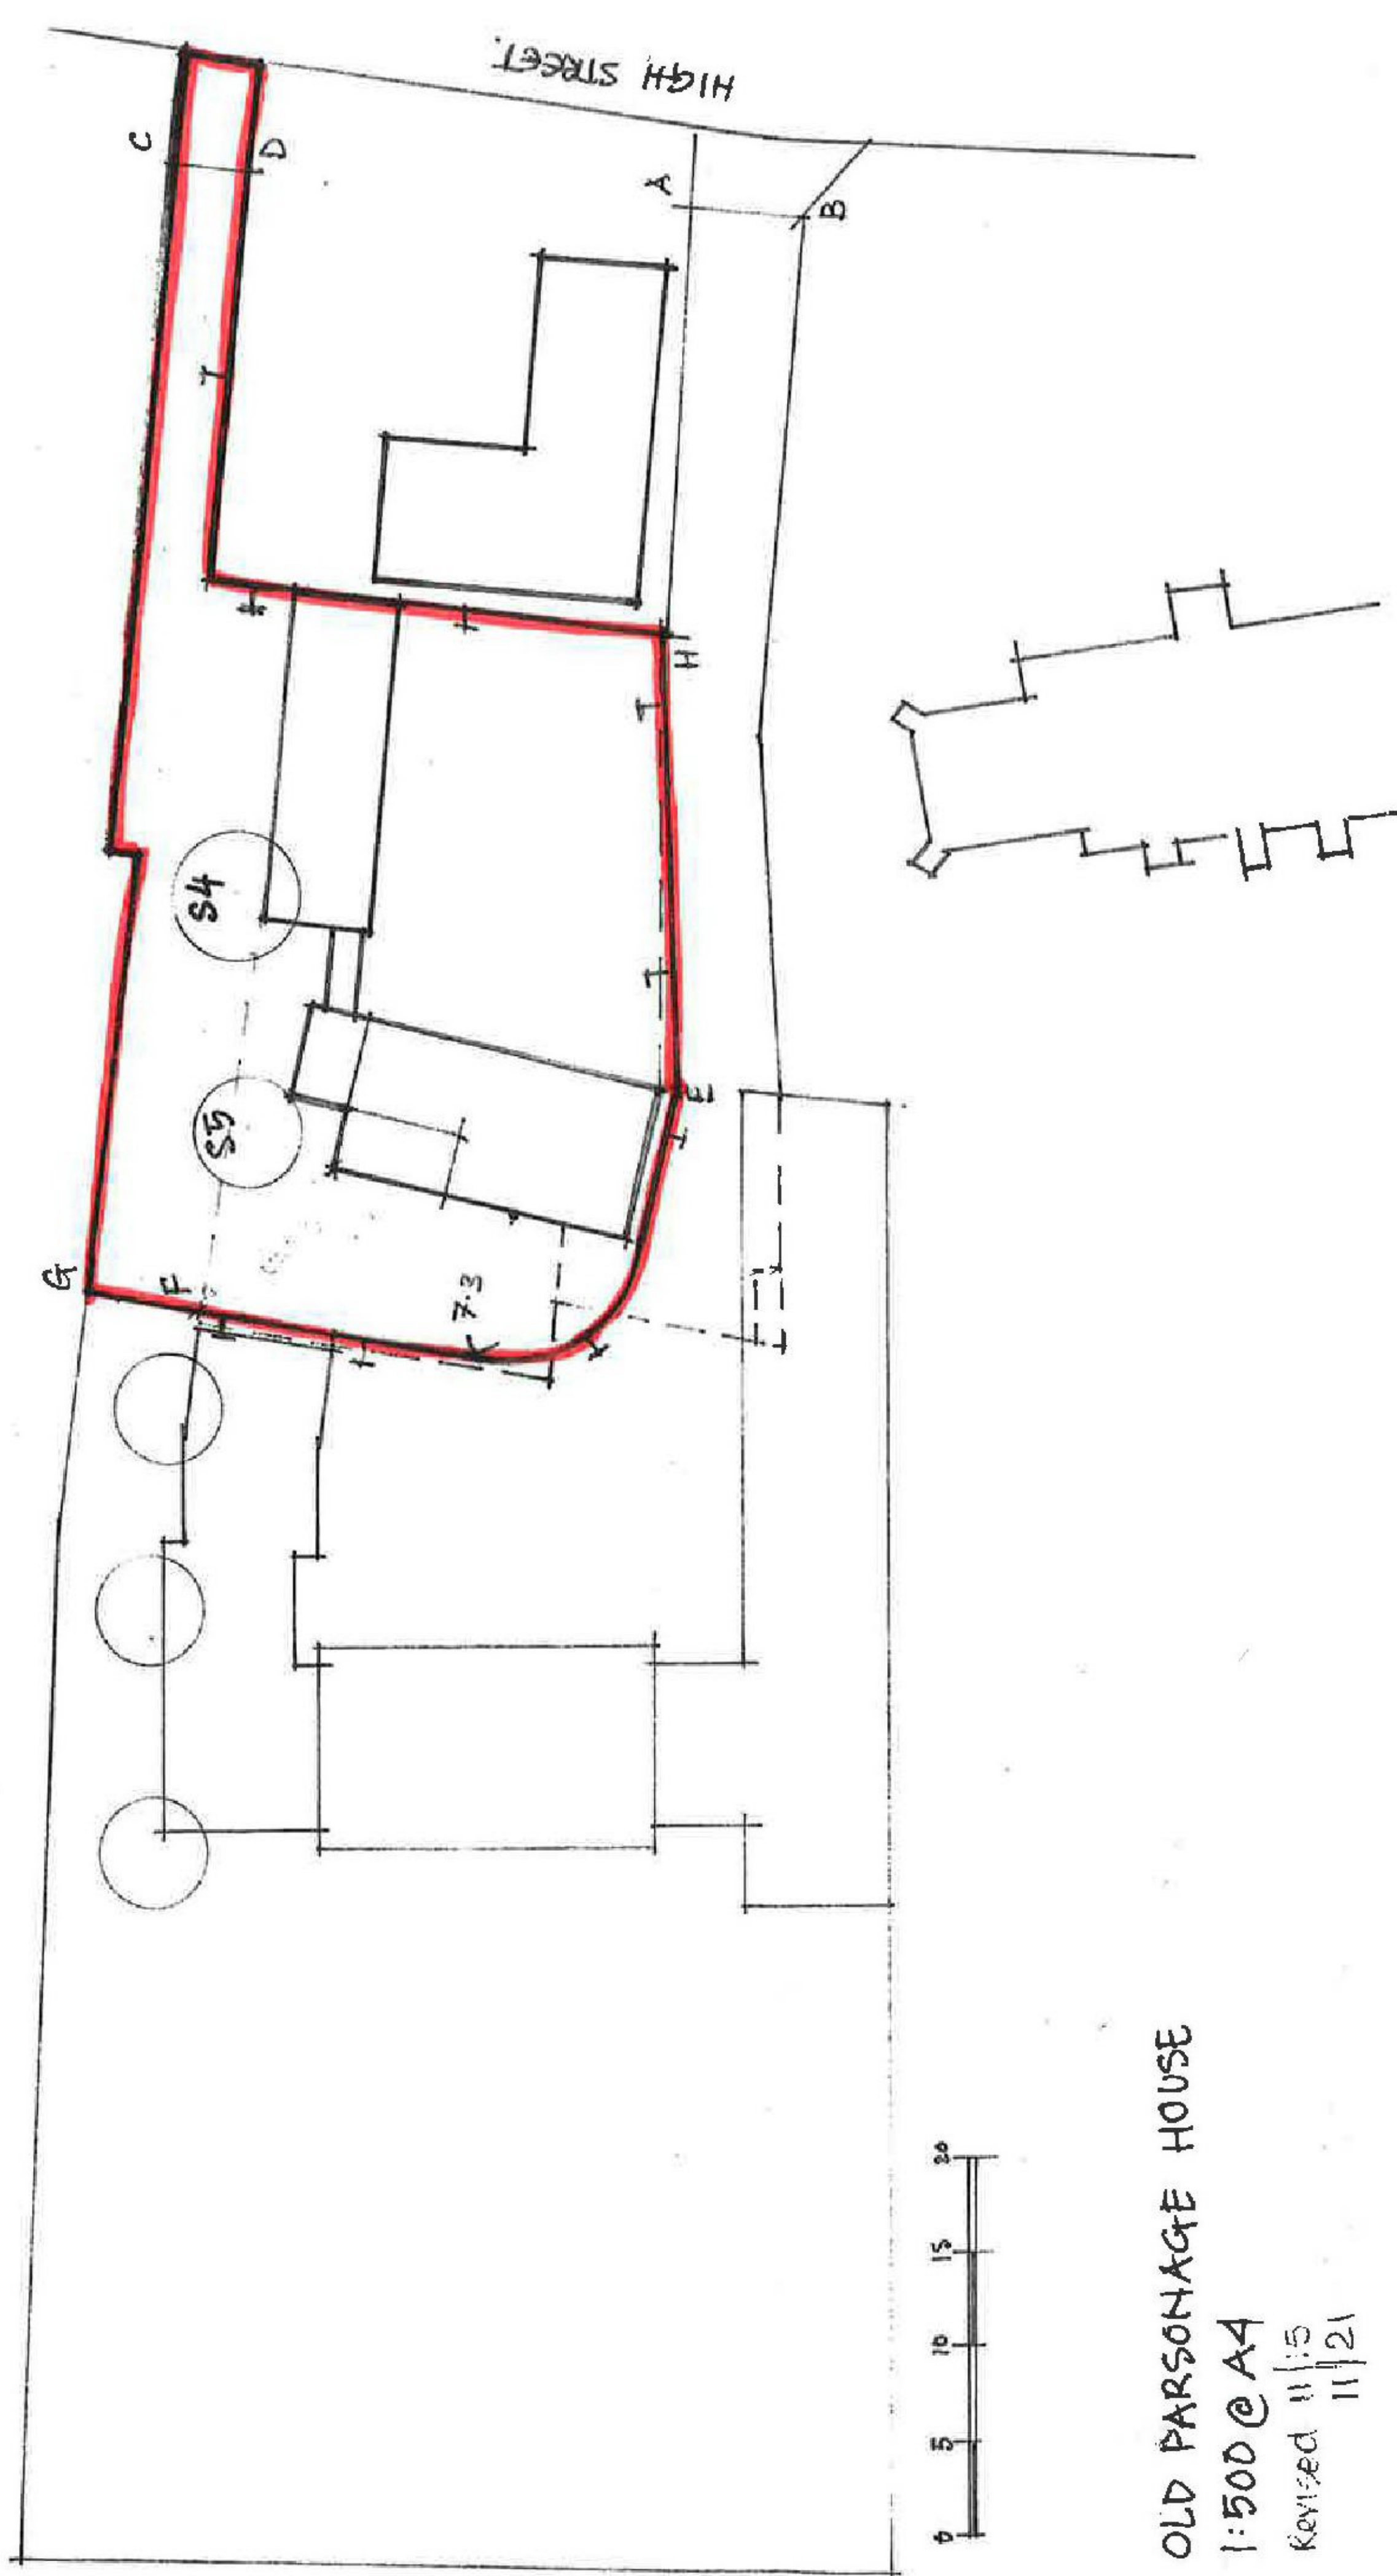 HIGH STREET.
C
D
A
B
H
S4
S5
E
G
F
7.3
0 5 10 15 20
OLD PARSONAGE HOUSE
1:500 @ A4
Revised 11/15
11/21